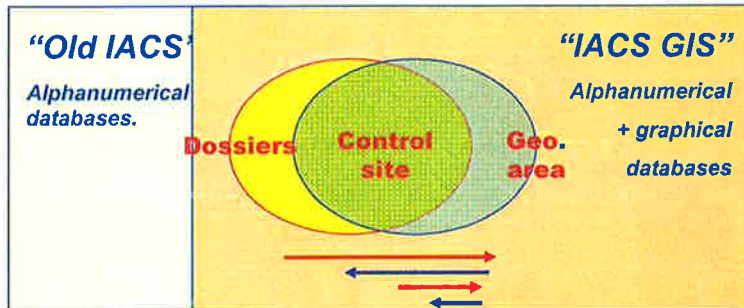 “Old IACS’
Alphanumerical
databases.
Dossiers
Control
site
Geo.
area
“IACS GIS”
Alphanumerical
+ graphical
databases